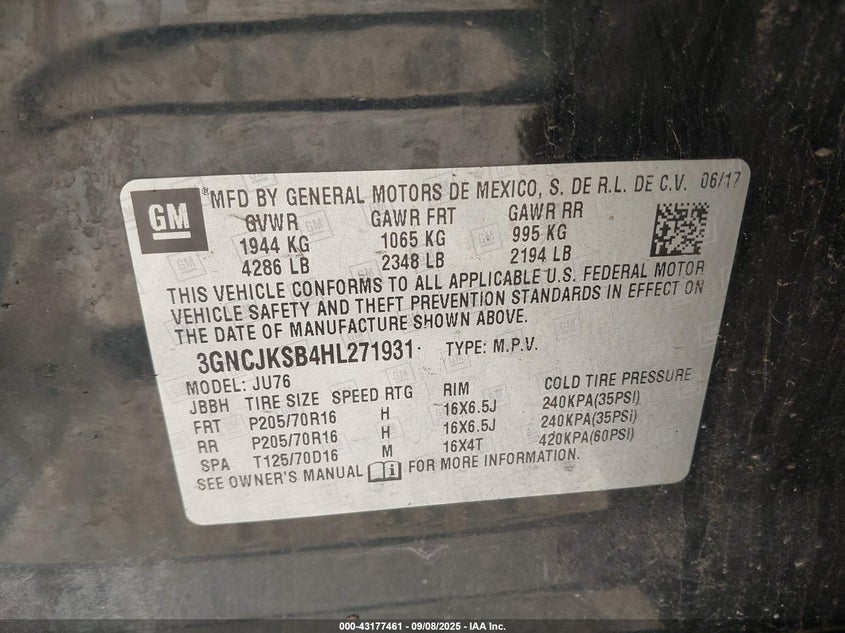 GM ®MFD BY GENERAL MOTORS DE MEXICO, S. DE R.L. DE C.V. 06/17
GVWR GAWR FRT GAWR RR
1944 KG 1065 KG 995 KG
4286 LB 2348 LB 2194 LB
THIS VEHICLE CONFORMS TO ALL APPLICABLE U.S. FEDERAL MOTOR
VEHICLE SAFETY AND THEFT PREVENTION STANDARDS IN EFFECT ON
THE DATE OF MANUFACTURE SHOWN ABOVE.
3GNCJKSB4HL271931 TYPE: M.P.V.
MODEL: JU76
JBBH TIRE SIZE SPEED RTG RIM COLD TIRE PRESSURE
FRT P205/70R16 H 16X6.5J 240KPA(35PSI)
RR P205/70R16 H 16X6.5J 240KPA(35PSI)
SPA T125/70D16 M 16X4T 420KPA(60PSI)
SEE OWNER'S MANUAL FOR MORE INFORMATION.
000-43177461 - 09/08/2025 - IAA Inc.